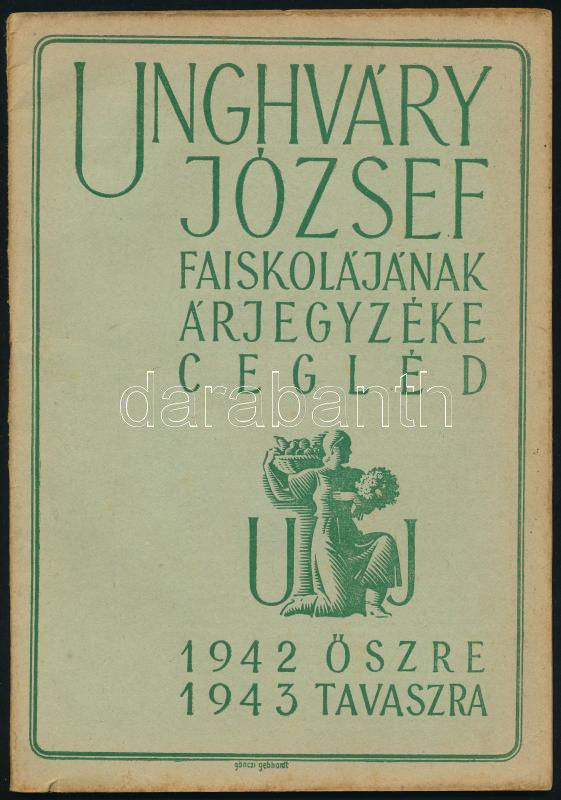 UNGHVÁRY
JÓZSEF
FAISKOLÁJÁNAK
ÁRJEGYZÉKE
CEGLÉD
darabanth
U J
1942 ŐSZRE
1943 TAVASZRA
gönczi gebhardt